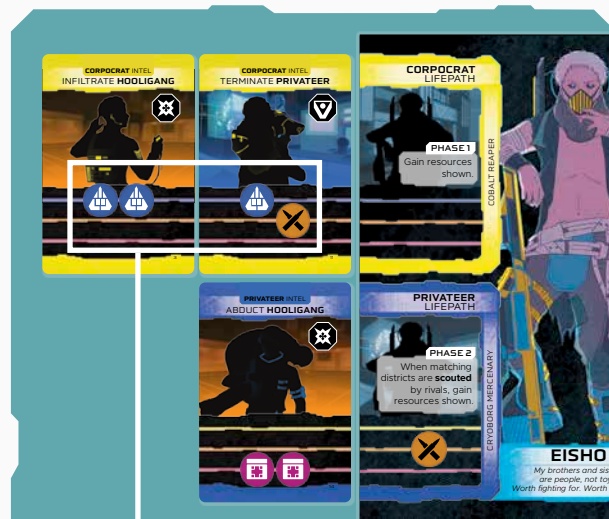 CORPOCRAT INTEL
INFILTRATE HOOLIGANG
CORPOCRAT INTEL
TERMINATE PRIVATEER
CORPOCRAT
LIFEPATH
PHASE 1
Gain resources
shown.
COBALT REAPER
PRIVATEER INTEL
ABDUCT HOOLIGANG
PRIVATEER
LIFEPATH
PHASE 2
When matching
districts are scouted
by rivals, gain
resources shown.
CRYOBORG MERCENARY
EISHO
My brothers and sis
are people, not toy
Worth fighting for. Worth